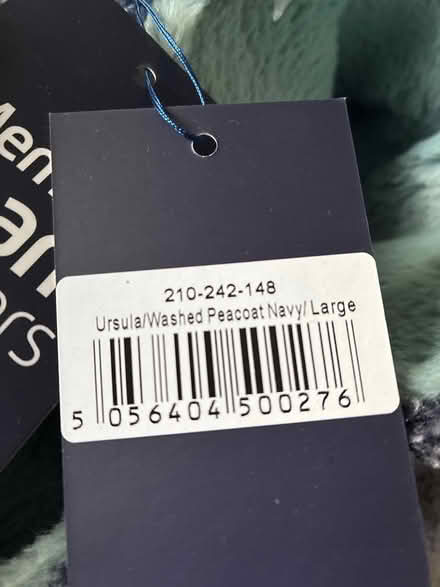 210-242-148
Ursula/Washed Peacoat Navy/ Large
5 056404 500276